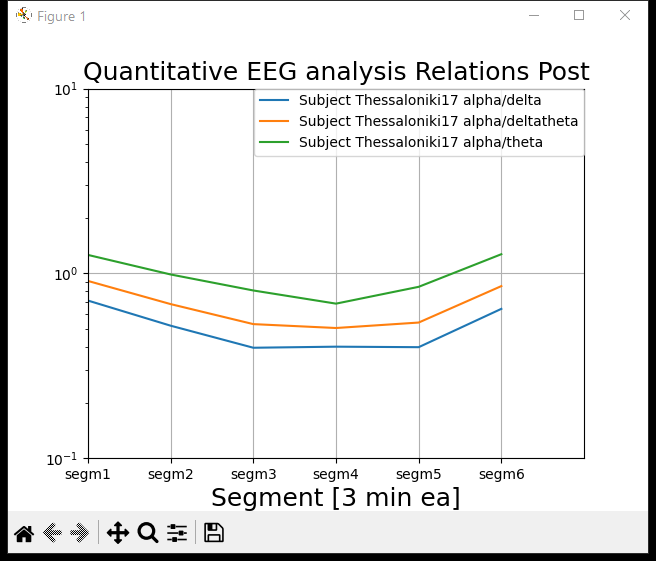 Figure 1
Quantitative EEG analysis Relations Post
10¹
Subject Thessaloniki17 alpha/delta
Subject Thessaloniki17 alpha/deltatheta
Subject Thessaloniki17 alpha/theta
10⁰
10⁻¹
segm1 segm2 segm3 segm4 segm5 segm6
Segment [3 min ea]